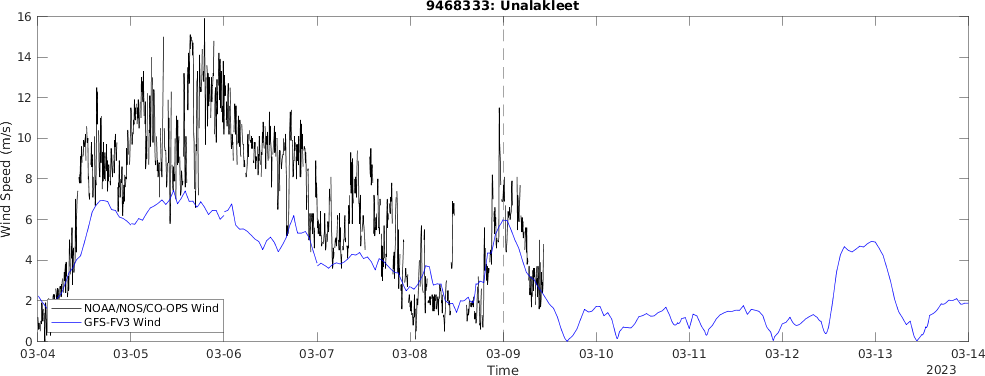 9468333: Unalakleet
Wind Speed (m/s)
16
14
12
10
8
6
4
2
0
NOAA/NOS/CO-OPS Wind
GFS-FV3 Wind
03-04 03-05 03-06 03-07 03-08 03-09 03-10 03-11 03-12 03-13 03-14
Time
2023